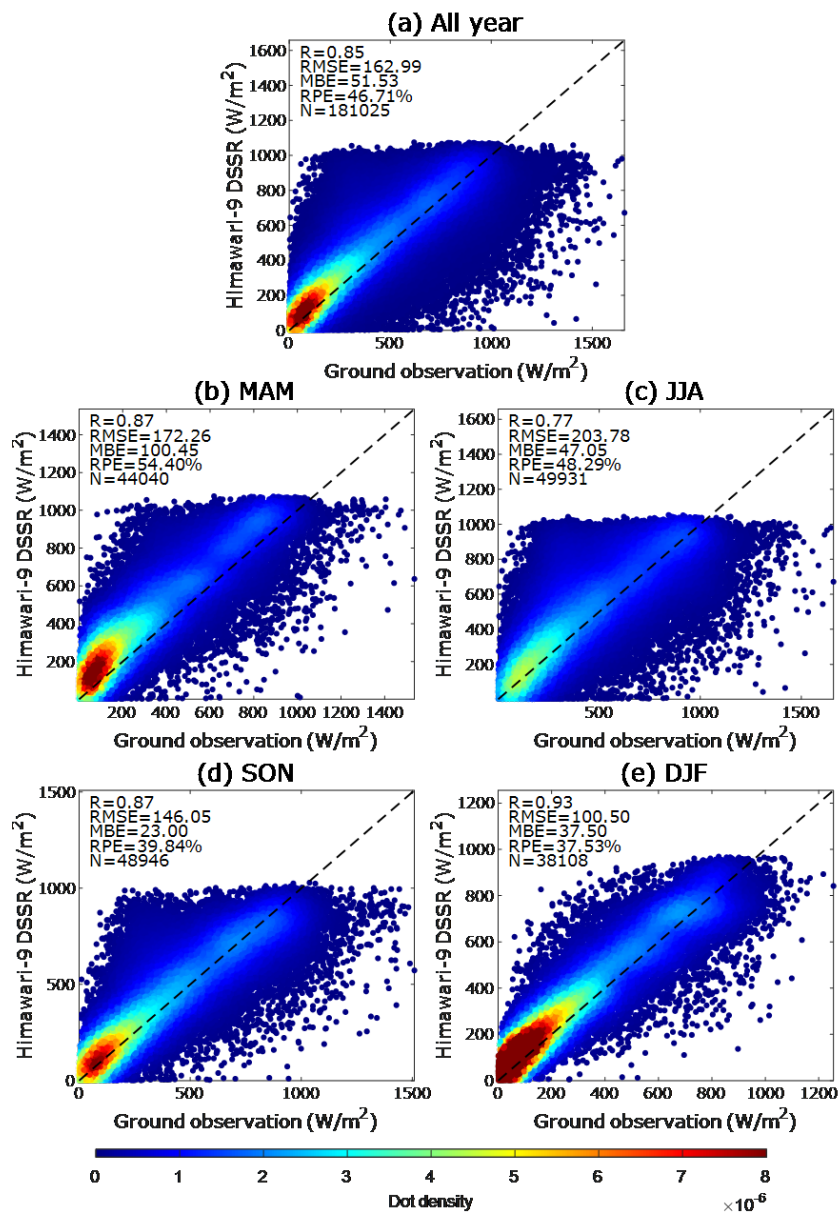 (a) All year
R=0.85
RMSE=162.99
MBE=51.53
RPE=46.71%
N=181025
1600
1400
1200
1000
800
600
400
200
0
Himawari-9 DSSR (W/m²)
0 500 1000 1500
Ground observation (W/m²)
(b) MAM
R=0.87
RMSE=172.26
MBE=100.45
RPE=54.40%
N=44040
1400
1200
1000
800
600
400
200
Himawari-9 DSSR (W/m²)
200 400 600 800 1000 1200 1400
Ground observation (W/m²)
(c) JJA
R=0.77
RMSE=203.78
MBE=47.05
RPE=48.29%
N=49931
1600
1400
1200
1000
800
600
400
200
Himawari-9 DSSR (W/m²)
500 1000 1500
Ground observation (W/m²)
(d) SON
R=0.87
RMSE=146.05
MBE=23.00
RPE=39.84%
N=48946
1500
1000
500
0
Himawari-9 DSSR (W/m²)
0 500 1000 1500
Ground observation (W/m²)
(e) DJF
R=0.93
RMSE=100.50
MBE=37.50
RPE=37.53%
N=38108
1200
1000
800
600
400
200
0
Himawari-9 DSSR (W/m²)
0 200 400 600 800 1000 1200
Ground observation (W/m²)
0 1 2 3 4 5 6 7 8
Dot density
×10⁻⁶